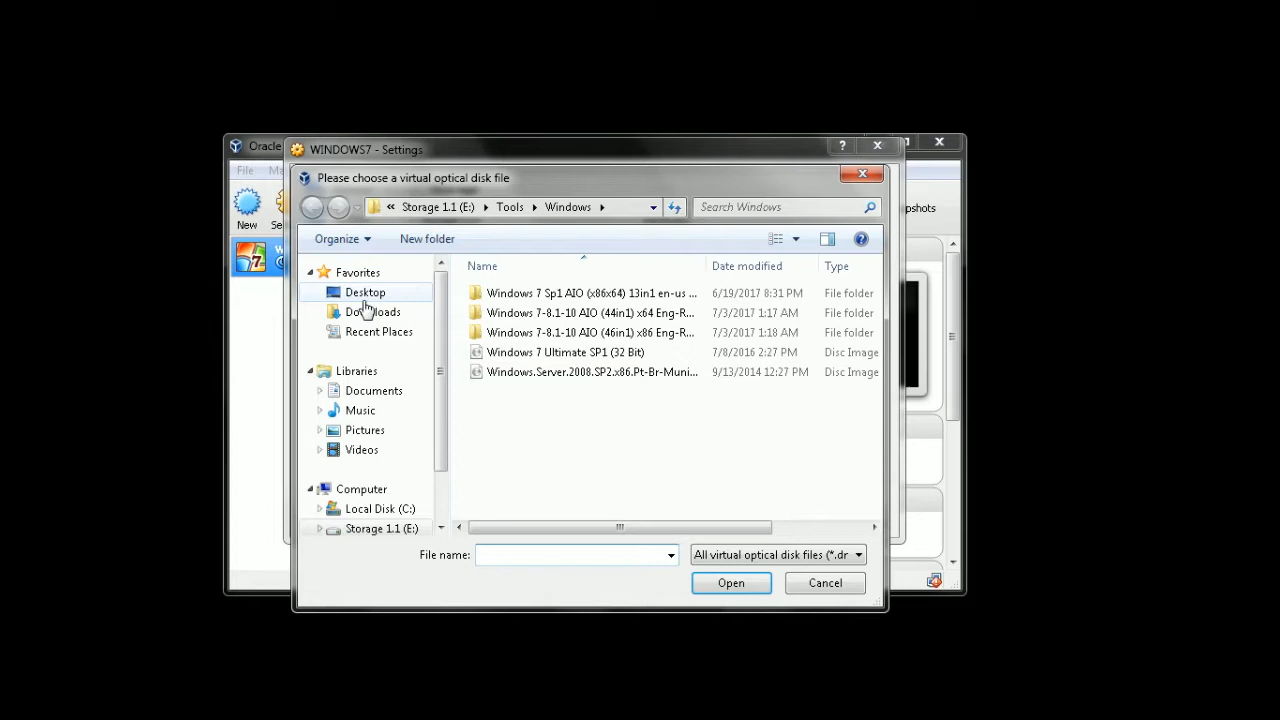 Oracle
WINDOWS7 - Settings
File
New
pshots
Please choose a virtual optical disk file
« Storage 1.1 (E:) Tools Windows
Search Windows
Organize
New folder
Name
Date modified
Type
Favorites
Desktop
Downloads
Recent Places
Libraries
Documents
Music
Pictures
Videos
Computer
Local Disk (C:)
Storage 1.1 (E:)
Windows 7 Sp1 AIO (x86x64) 13in1 en-us ... 6/19/2017 8:31 PM File folder
Windows 7-8.1-10 AIO (44in1) x64 Eng-R... 7/3/2017 1:17 AM File folder
Windows 7-8.1-10 AIO (46in1) x86 Eng-R... 7/3/2017 1:18 AM File folder
Windows 7 Ultimate SP1 (32 Bit) 7/8/2016 2:27 PM Disc Image
Windows.Server.2008.SP2.x86.Pt-Br-Muni... 9/13/2014 12:27 PM Disc Image
File name:
All virtual optical disk files (*.dr
Open
Cancel